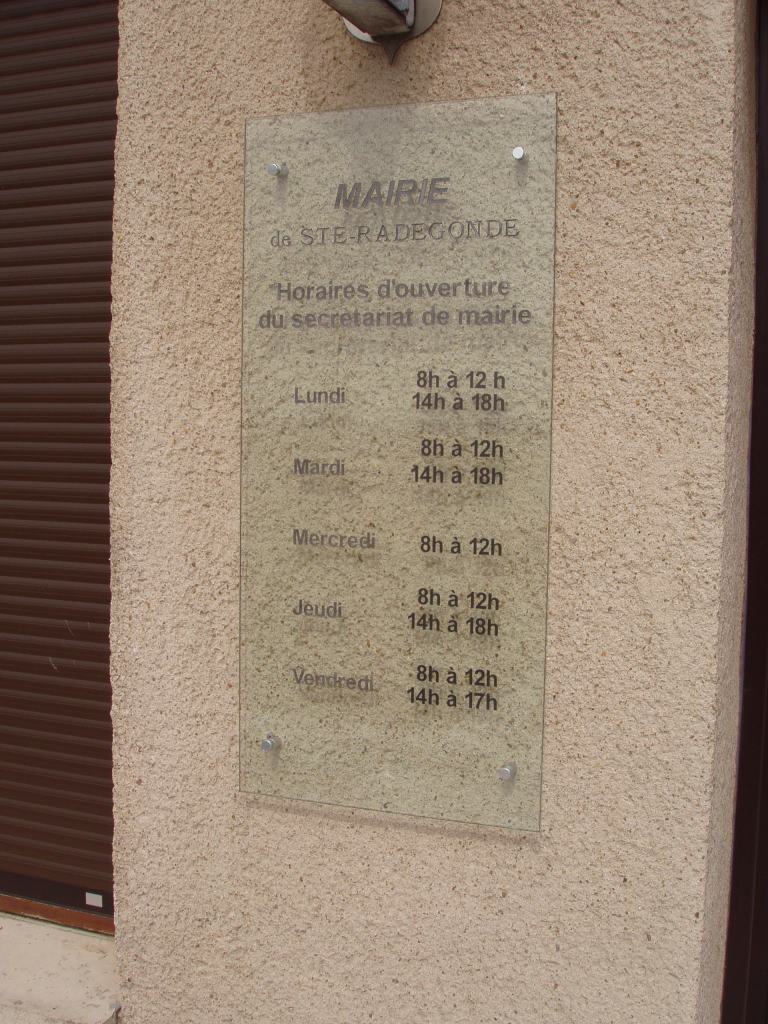 MAIRIE
de STE-RADEGONDE
Horaires d'ouverture
du secretariat de mairie
Lundi 8h à 12 h
14h à 18h
Mardi 8h à 12h
14h à 18h
Mercredi 8h à 12h
Jeudi 8h à 12h
14h à 18h
Vendredi 8h à 12h
14h à 17h